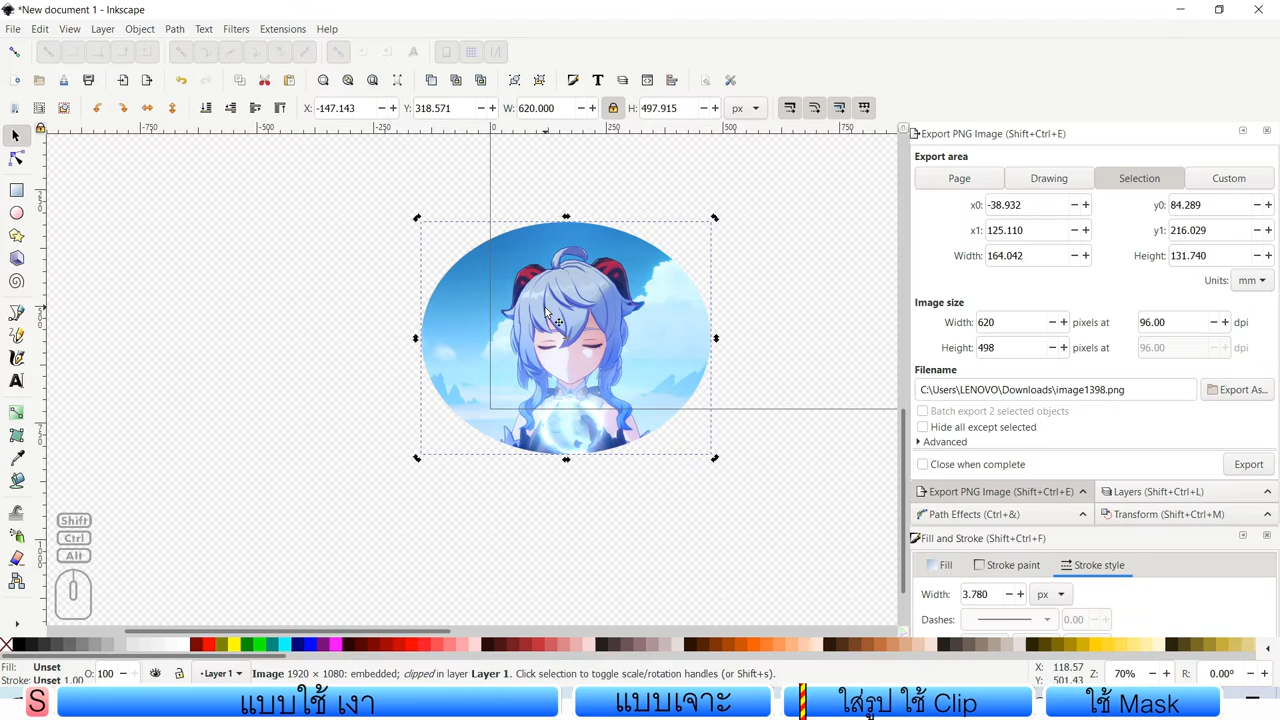 *New document 1 - Inkscape
File Edit View Layer Object Path Text Filters Extensions Help
X: -147.143 Y: 318.571 W: 620.000 H: 497.915 px
-750 -500 -250 0 250 500 750
Export PNG Image (Shift+Ctrl+E)
Export area
Page Drawing Selection Custom
x0: -38.932 y0: 84.289
x1: 125.110 y1: 216.029
Width: 164.042 Height: 131.740
Units: mm
Image size
Width: 620 pixels at 96.00 dpi
Height: 498 pixels at 96.00 dpi
Filename
C:\Users\LENOVO\Downloads\image1398.png Export As...
Batch export 2 selected objects
Hide all except selected
Advanced
Close when complete Export
Export PNG Image (Shift+Ctrl+E) Layers (Shift+Ctrl+L)
Path Effects (Ctrl+&) Transform (Shift+Ctrl+M)
Fill and Stroke (Shift+Ctrl+F)
Fill Stroke paint Stroke style
Width: 3.780 px
Dashes: 0.00
Shift
Ctrl
Alt
Fill: Unset
Stroke: Unset 1.00
O: 100 Layer 1 Image 1920 × 1080: embedded; clipped in layer Layer 1. Click selection to toggle scale/rotation handles (or Shift+s).
X: 118.57
Y: 501.43
Z: 70% R: 0.00°
S แบบใช้ เงา แบบเจาะ ใส่รูป ใช้ Clip ใช้ Mask